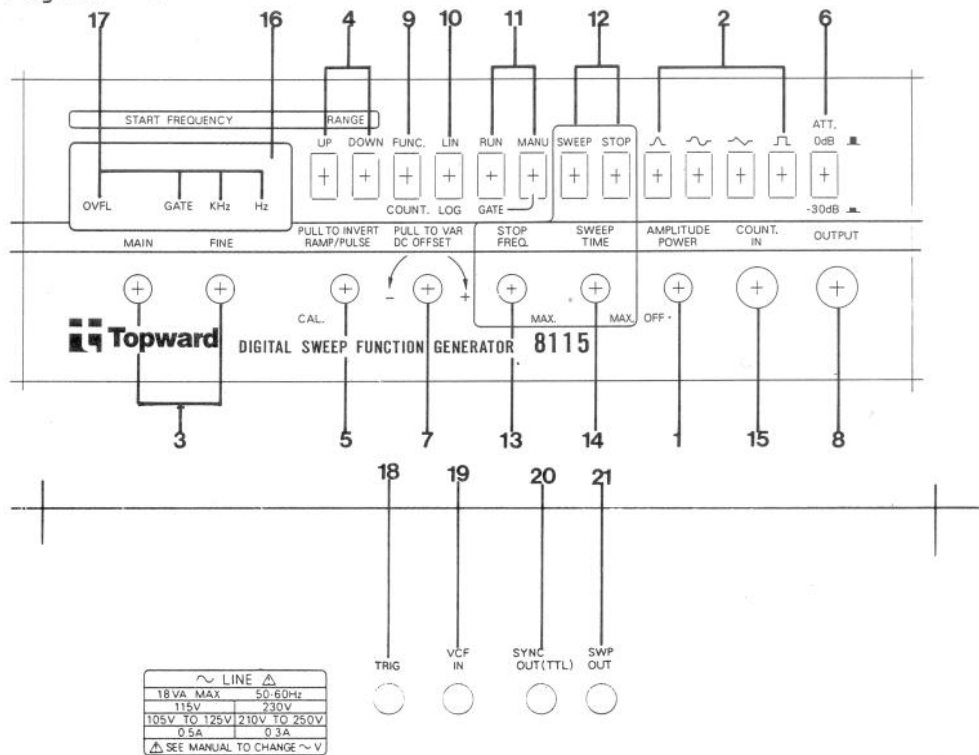 17 16 4 9 10 11 12 2 6
START FREQUENCY RANGE
UP DOWN FUNC. LIN RUN MANU SWEEP STOP
ATT.
0dB
OVFL GATE KHz Hz
COUNT. LOG GATE
-30dB
MAIN FINE
PULL TO INVERT
RAMP/PULSE
PULL TO VAR
DC OFFSET
STOP
FREQ.
SWEEP
TIME
AMPLITUDE
POWER
COUNT.
IN
OUTPUT
- +
CAL. MAX. MAX. OFF-
Topward DIGITAL SWEEP FUNCTION GENERATOR 8115
3 5 7 13 14 1 15 8
18 19 20 21
TRIG
VCF
IN
SYNC
OUT(TTL)
SWP
OUT
~ LINE ⚠
18VA MAX 50-60Hz
115V 230V
105V TO 125V 210V TO 250V
0.5A 0.3A
⚠ SEE MANUAL TO CHANGE ~ V